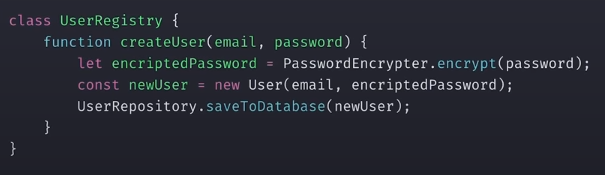 class UserRegistry {
    function createUser(email, password) {
        let encriptedPassword = PasswordEncrypter.encrypt(password);
        const newUser = new User(email, encriptedPassword);
        UserRepository.saveToDatabase(newUser);
    }
}